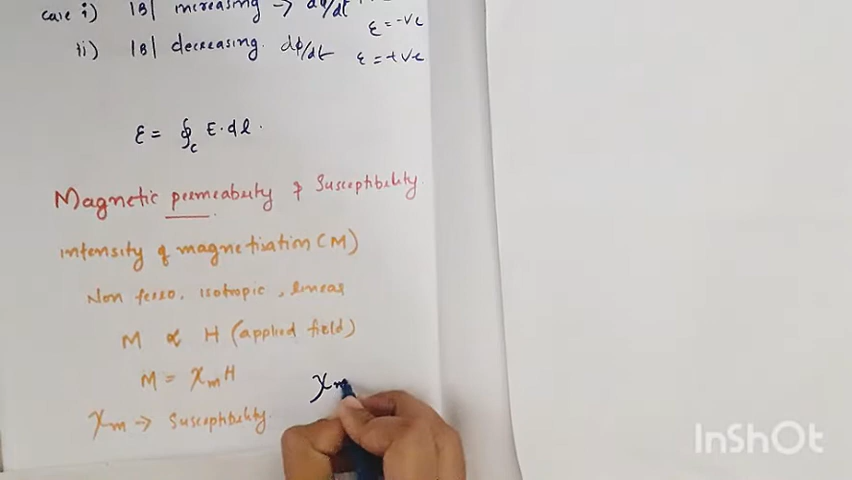 case i) |B| increasing → dφ/dt
ε = -ve
ii) |B| decreasing. dφ/dt ε = +ve
ε = ∮c E·dl.
Magnetic permeability & Susceptibility
intensity of magnetisation (M)
Non ferro, isotropic, linear
M ∝ H (applied field)
M = χm H
χm
χm → Susceptibility.
InShOt